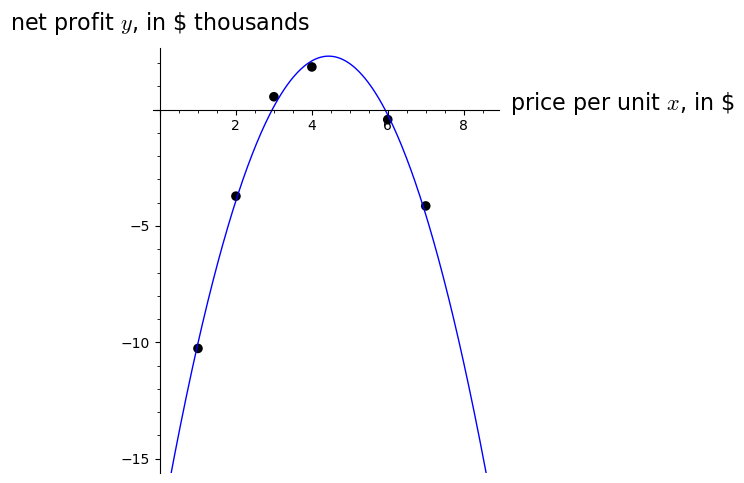 net profit y, in $ thousands
price per unit x, in $
2 4 6 8
−5
−10
−15